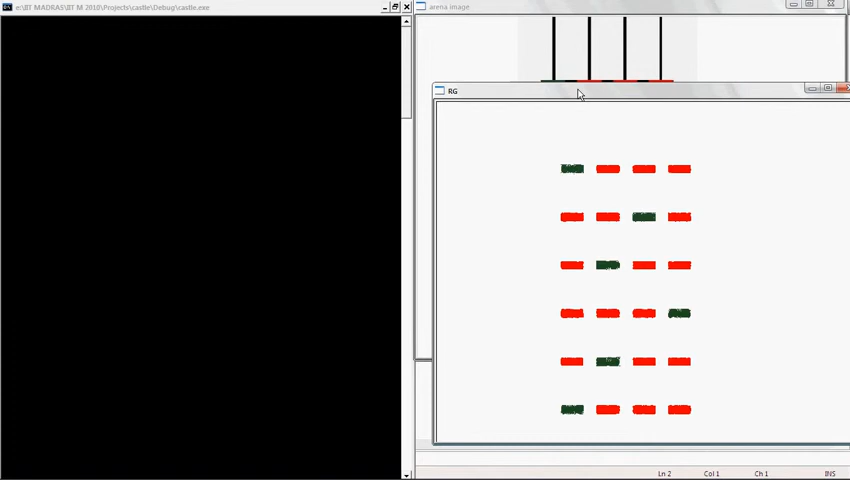 e:\IIT MADRAS\IIT M 2010\Projects\castle\Debug\castle.exe
arena image
RG
Ln 2 Col 1 Ch 1 INS